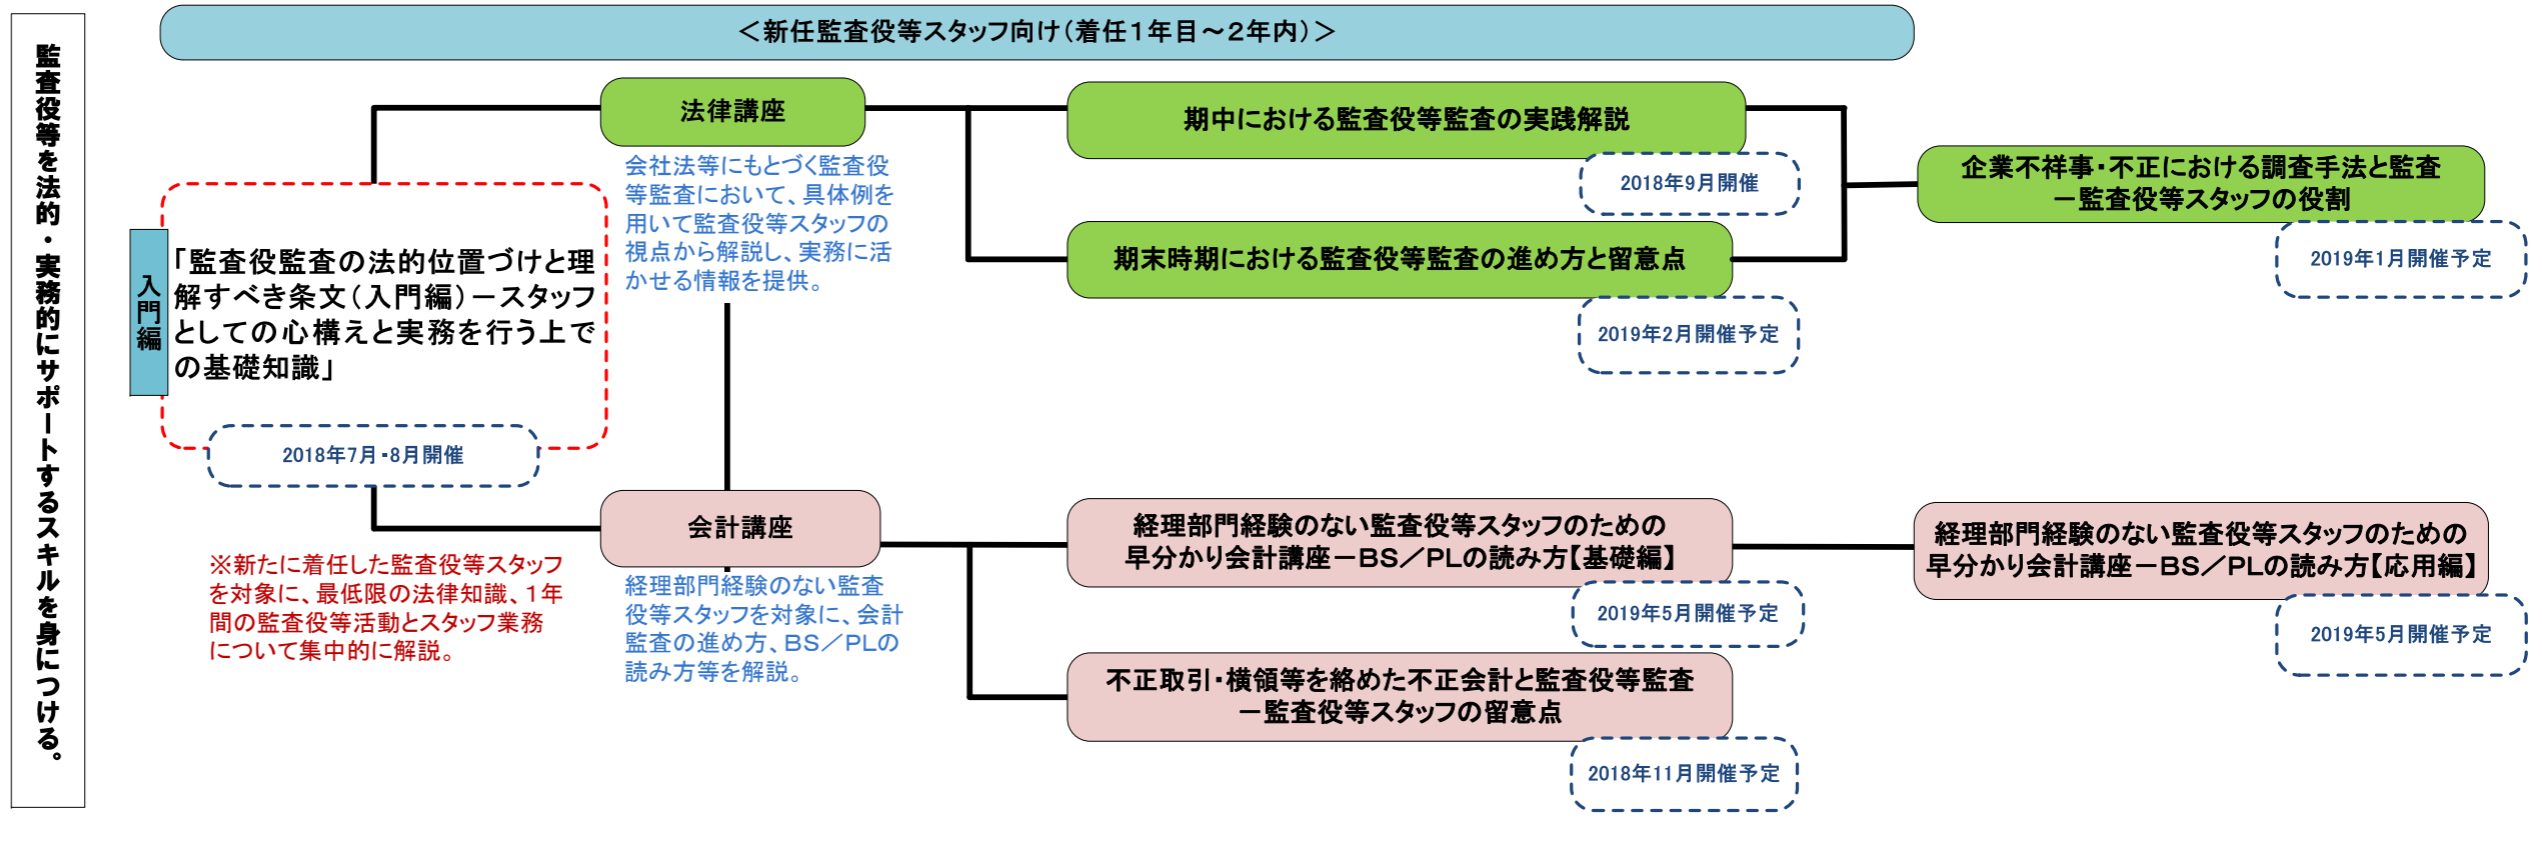 監査役等を法的・実務的にサポートするスキルを身につける。
＜新任監査役等スタッフ向け（着任１年目～２年内）＞
入門編
「監査役監査の法的位置づけと理
解すべき条文（入門編）－スタッフ
としての心構えと実務を行う上で
の基礎知識」
2018年7月・8月開催
※新たに着任した監査役等スタッフ
を対象に、最低限の法律知識、１年
間の監査役等活動とスタッフ業務
について集中的に解説。
法律講座
会社法等にもとづく監査役
等監査において、具体例を
用いて監査役等スタッフの
視点から解説し、実務に活
かせる情報を提供。
期中における監査役等監査の実践解説
2018年9月開催
期末時期における監査役等監査の進め方と留意点
2019年2月開催予定
企業不祥事・不正における調査手法と監査
－監査役等スタッフの役割
2019年1月開催予定
会計講座
経理部門経験のない監査
役等スタッフを対象に、会計
監査の進め方、ＢＳ／ＰＬの
読み方等を解説。
経理部門経験のない監査役等スタッフのための
早分かり会計講座－ＢＳ／ＰＬの読み方【基礎編】
2019年5月開催予定
経理部門経験のない監査役等スタッフのための
早分かり会計講座－ＢＳ／ＰＬの読み方【応用編】
2019年5月開催予定
不正取引・横領等を絡めた不正会計と監査役等監査
－監査役等スタッフの留意点
2018年11月開催予定